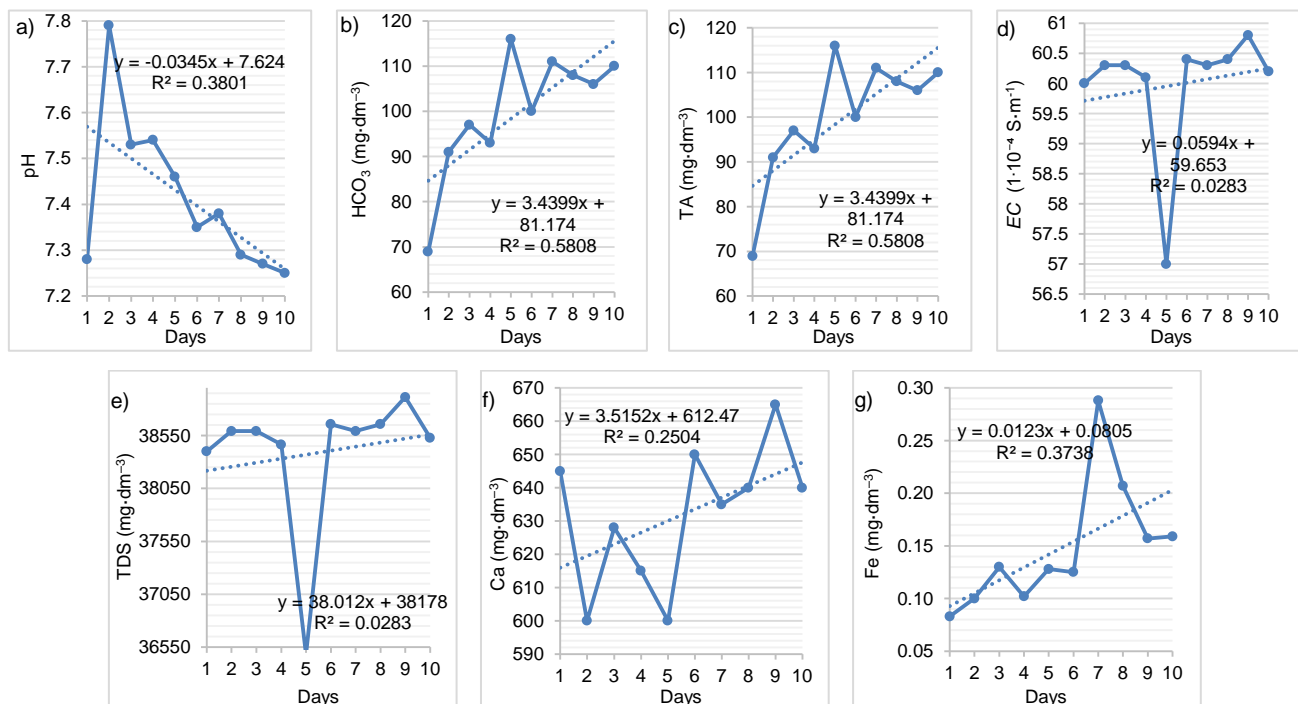 a)
7.8
7.7
7.6
7.5
7.4
7.3
7.2
pH
y = -0.0345x + 7.624
R² = 0.3801
1 2 3 4 5 6 7 8 9 10
Days
b)
120
110
100
90
80
70
60
HCO₃ (mg·dm⁻³)
y = 3.4399x +
81.174
R² = 0.5808
1 2 3 4 5 6 7 8 9 10
Days
c)
120
110
100
90
80
70
60
TA (mg·dm⁻³)
y = 3.4399x +
81.174
R² = 0.5808
1 2 3 4 5 6 7 8 9 10
Days
d)
61
60.5
60
59.5
59
58.5
58
57.5
57
56.5
EC (1·10⁻⁴ S·m⁻¹)
y = 0.0594x +
59.653
R² = 0.0283
1 2 3 4 5 6 7 8 9 10
Days
e)
38550
38050
37550
37050
36550
TDS (mg·dm⁻³)
y = 38.012x + 38178
R² = 0.0283
1 2 3 4 5 6 7 8 9 10
Days
f)
670
660
650
640
630
620
610
600
590
Ca (mg·dm⁻³)
y = 3.5152x + 612.47
R² = 0.2504
1 2 3 4 5 6 7 8 9 10
Days
g)
0.30
0.25
0.20
0.15
0.10
0.05
Fe (mg·dm⁻³)
y = 0.0123x + 0.0805
R² = 0.3738
1 2 3 4 5 6 7 8 9 10
Days